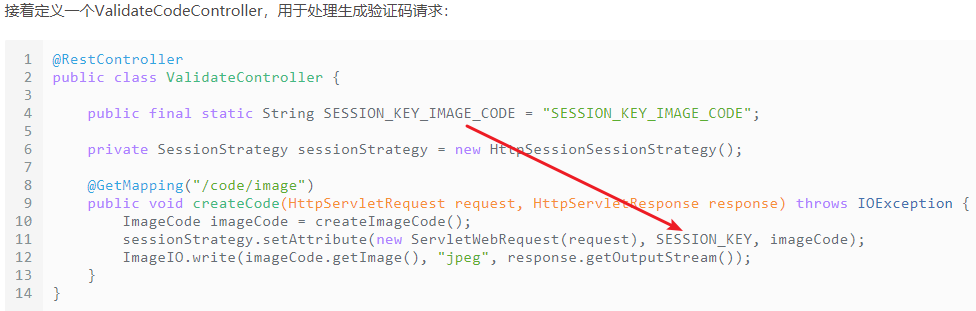 接着定义一个ValidateCodeController，用于处理生成验证码请求：
1 @RestController
2 public class ValidateController {
3
4     public final static String SESSION_KEY_IMAGE_CODE = "SESSION_KEY_IMAGE_CODE";
5
6     private SessionStrategy sessionStrategy = new HttpSessionSessionStrategy();
7
8     @GetMapping("/code/image")
9     public void createCode(HttpServletRequest request, HttpServletResponse response) throws IOException {
10         ImageCode imageCode = createImageCode();
11         sessionStrategy.setAttribute(new ServletWebRequest(request), SESSION_KEY, imageCode);
12         ImageIO.write(imageCode.getImage(), "jpeg", response.getOutputStream());
13     }
14 }